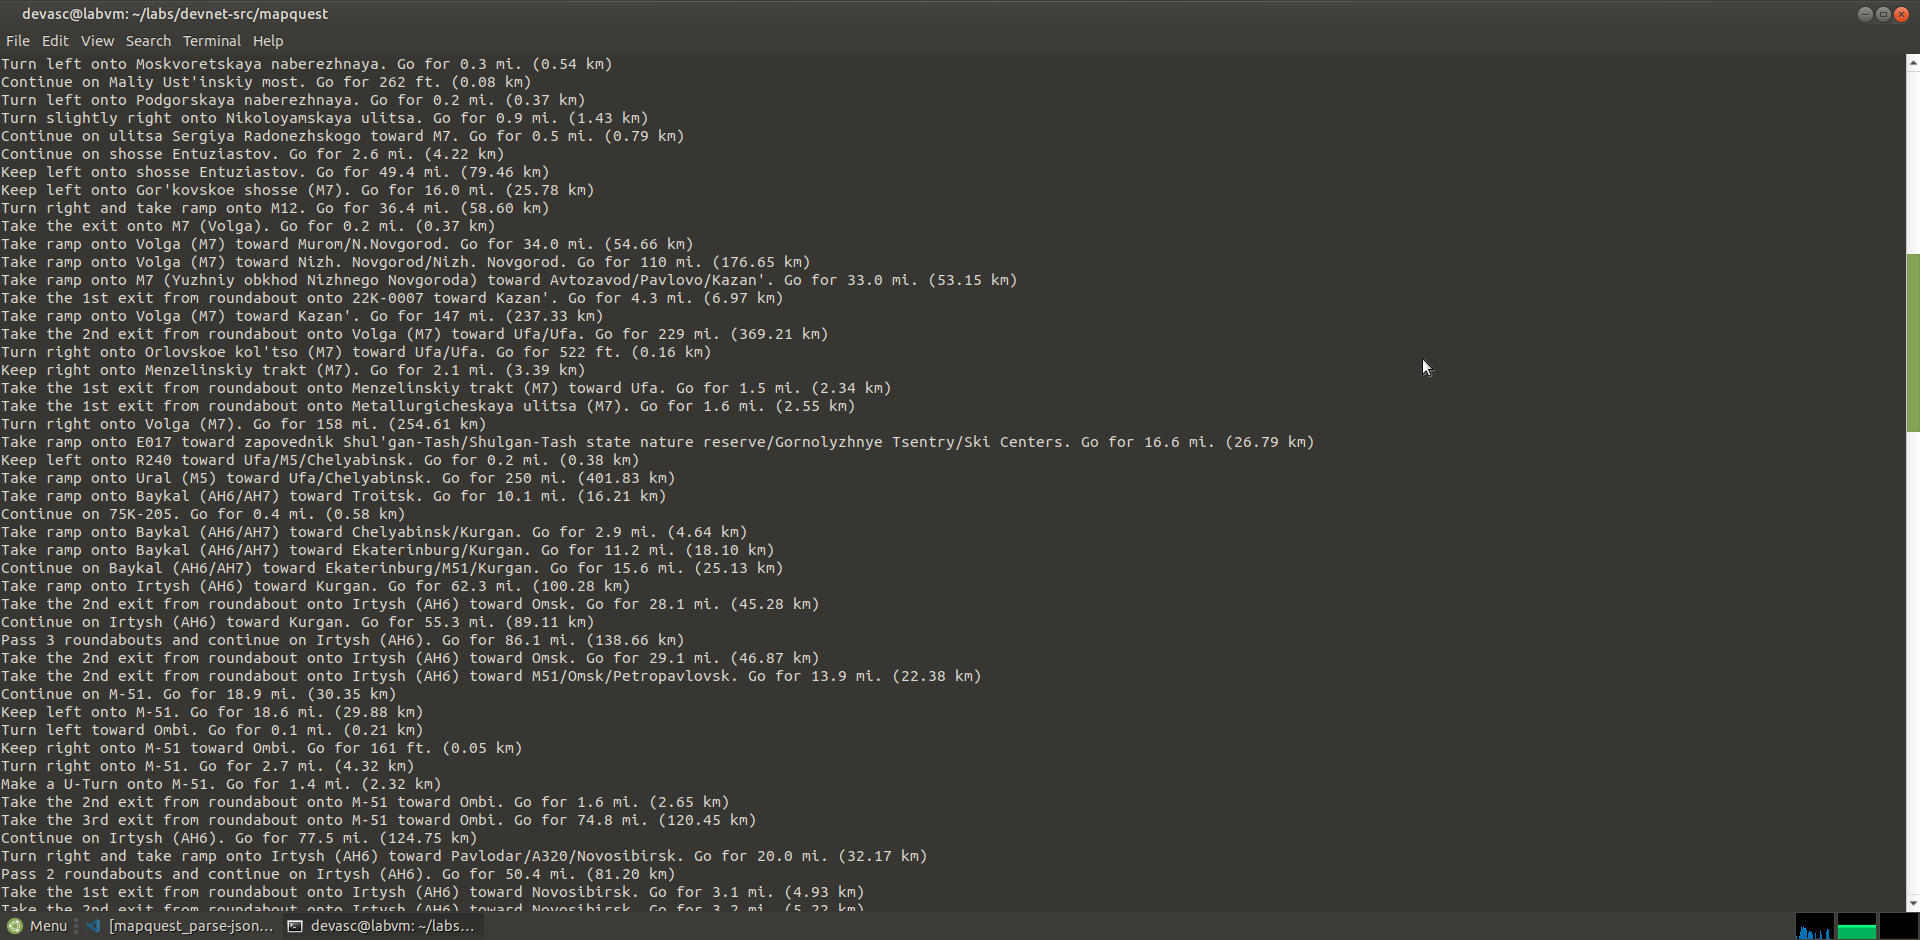 devasc@labvm: ~/labs/devnet-src/mapquest
File Edit View Search Terminal Help
Turn left onto Moskvoretskaya naberezhnaya. Go for 0.3 mi. (0.54 km)
Continue on Maliy Ust'inskiy most. Go for 262 ft. (0.08 km)
Turn left onto Podgorskaya naberezhnaya. Go for 0.2 mi. (0.37 km)
Turn slightly right onto Nikoloyamskaya ulitsa. Go for 0.9 mi. (1.43 km)
Continue on ulitsa Sergiya Radonezhskogo toward M7. Go for 0.5 mi. (0.79 km)
Continue on shosse Entuziastov. Go for 2.6 mi. (4.22 km)
Keep left onto shosse Entuziastov. Go for 49.4 mi. (79.46 km)
Keep left onto Gor'kovskoe shosse (M7). Go for 16.0 mi. (25.78 km)
Turn right and take ramp onto M12. Go for 36.4 mi. (58.60 km)
Take the exit onto M7 (Volga). Go for 0.2 mi. (0.37 km)
Take ramp onto Volga (M7) toward Murom/N.Novgorod. Go for 34.0 mi. (54.66 km)
Take ramp onto Volga (M7) toward Nizh. Novgorod/Nizh. Novgorod. Go for 110 mi. (176.65 km)
Take ramp onto M7 (Yuzhniy obkhod Nizhnego Novgoroda) toward Avtozavod/Pavlovo/Kazan'. Go for 33.0 mi. (53.15 km)
Take the 1st exit from roundabout onto 22K-0007 toward Kazan'. Go for 4.3 mi. (6.97 km)
Take ramp onto Volga (M7) toward Kazan'. Go for 147 mi. (237.33 km)
Take the 2nd exit from roundabout onto Volga (M7) toward Ufa/Ufa. Go for 229 mi. (369.21 km)
Turn right onto Orlovskoe kol'tso (M7) toward Ufa/Ufa. Go for 522 ft. (0.16 km)
Keep right onto Menzelinskiy trakt (M7). Go for 2.1 mi. (3.39 km)
Take the 1st exit from roundabout onto Menzelinskiy trakt (M7) toward Ufa. Go for 1.5 mi. (2.34 km)
Take the 1st exit from roundabout onto Metallurgicheskaya ulitsa (M7). Go for 1.6 mi. (2.55 km)
Turn right onto Volga (M7). Go for 158 mi. (254.61 km)
Take ramp onto E017 toward zapovednik Shul'gan-Tash/Shulgan-Tash state nature reserve/Gornolyzhnye Tsentry/Ski Centers. Go for 16.6 mi. (26.79 km)
Keep left onto R240 toward Ufa/M5/Chelyabinsk. Go for 0.2 mi. (0.38 km)
Take ramp onto Ural (M5) toward Ufa/Chelyabinsk. Go for 250 mi. (401.83 km)
Take ramp onto Baykal (AH6/AH7) toward Troitsk. Go for 10.1 mi. (16.21 km)
Continue on 75K-205. Go for 0.4 mi. (0.58 km)
Take ramp onto Baykal (AH6/AH7) toward Chelyabinsk/Kurgan. Go for 2.9 mi. (4.64 km)
Take ramp onto Baykal (AH6/AH7) toward Ekaterinburg/Kurgan. Go for 11.2 mi. (18.10 km)
Continue on Baykal (AH6/AH7) toward Ekaterinburg/M51/Kurgan. Go for 15.6 mi. (25.13 km)
Take ramp onto Irtysh (AH6) toward Kurgan. Go for 62.3 mi. (100.28 km)
Take the 2nd exit from roundabout onto Irtysh (AH6) toward Omsk. Go for 28.1 mi. (45.28 km)
Continue on Irtysh (AH6) toward Kurgan. Go for 55.3 mi. (89.11 km)
Pass 3 roundabouts and continue on Irtysh (AH6). Go for 86.1 mi. (138.66 km)
Take the 2nd exit from roundabout onto Irtysh (AH6) toward Omsk. Go for 29.1 mi. (46.87 km)
Take the 2nd exit from roundabout onto Irtysh (AH6) toward M51/Omsk/Petropavlovsk. Go for 13.9 mi. (22.38 km)
Continue on M-51. Go for 18.9 mi. (30.35 km)
Keep left onto M-51. Go for 18.6 mi. (29.88 km)
Turn left toward Ombi. Go for 0.1 mi. (0.21 km)
Keep right onto M-51 toward Ombi. Go for 161 ft. (0.05 km)
Turn right onto M-51. Go for 2.7 mi. (4.32 km)
Make a U-Turn onto M-51. Go for 1.4 mi. (2.32 km)
Take the 2nd exit from roundabout onto M-51 toward Ombi. Go for 1.6 mi. (2.65 km)
Take the 3rd exit from roundabout onto M-51 toward Ombi. Go for 74.8 mi. (120.45 km)
Continue on Irtysh (AH6). Go for 77.5 mi. (124.75 km)
Turn right and take ramp onto Irtysh (AH6) toward Pavlodar/A320/Novosibirsk. Go for 20.0 mi. (32.17 km)
Pass 2 roundabouts and continue on Irtysh (AH6). Go for 50.4 mi. (81.20 km)
Take the 1st exit from roundabout onto Irtysh (AH6) toward Novosibirsk. Go for 3.1 mi. (4.93 km)
Take the exit from roundabout onto Irtysh (AH6) toward Novosibirsk. Go for 3.2 mi. (5.22 km)
Menu [mapquest_parse-json... devasc@labvm: ~/labs...